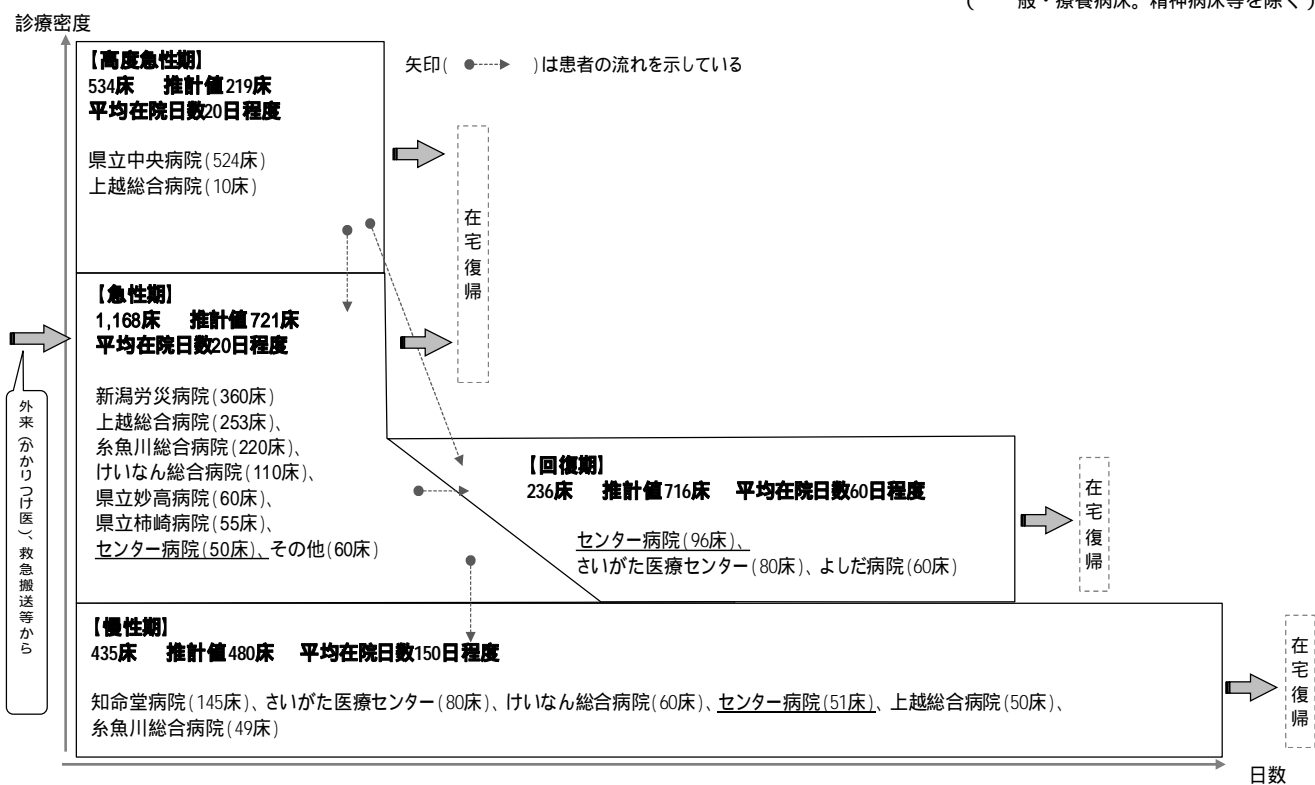 般・療養病床。精神病床等を除く)
診療密度
【高度急性期】
534床 推計値219床
平均在院日数20日程度
県立中央病院(524床)
上越総合病院(10床)
矢印( )は患者の流れを示している
在宅復帰
【急性期】
1,168床 推計値721床
平均在院日数20日程度
新潟労災病院(360床)
上越総合病院(253床)、
糸魚川総合病院(220床)、
けいなん総合病院(110床)、
県立妙高病院(60床)、
県立柿崎病院(55床)、
センター病院(50床)、その他(60床)
外来(かかりつけ医)、救急搬送等から
【回復期】
236床 推計値716床 平均在院日数60日程度
センター病院(96床)、
さいがた医療センター(80床)、よしだ病院(60床)
在宅復帰
【慢性期】
435床 推計値480床 平均在院日数150日程度
知命堂病院(145床)、さいがた医療センター(80床)、けいなん総合病院(60床)、センター病院(51床)、上越総合病院(50床)、
糸魚川総合病院(49床)
在宅復帰
日数